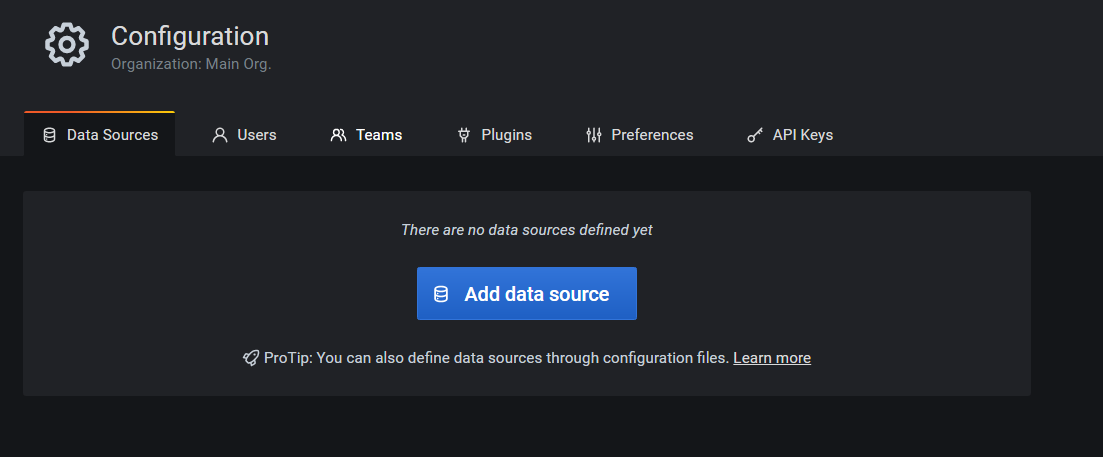 Configuration
Organization: Main Org.
Data Sources Users Teams Plugins Preferences API Keys
There are no data sources defined yet
Add data source
ProTip: You can also define data sources through configuration files. Learn more